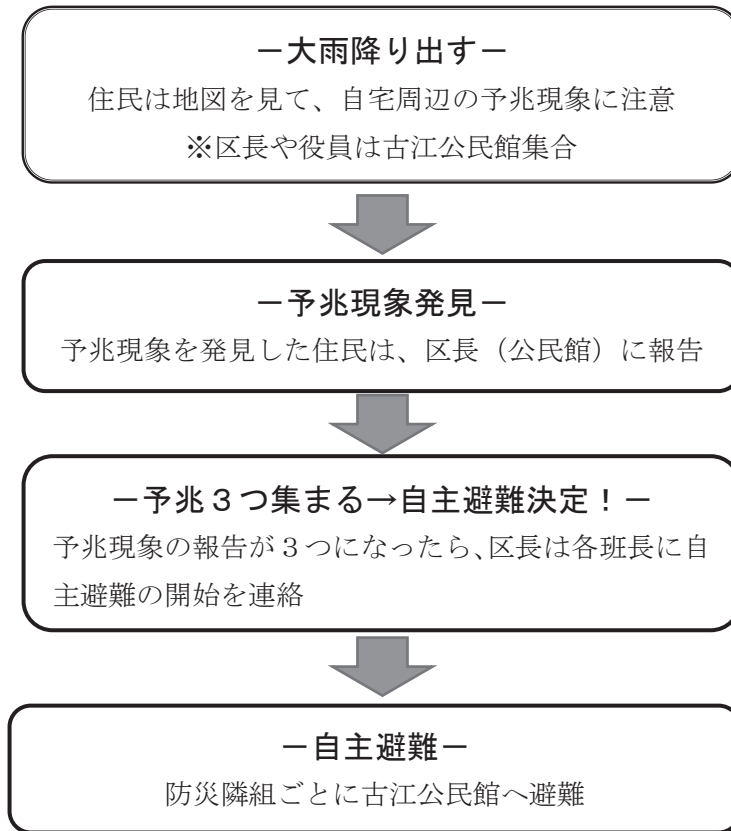 －大雨降り出す－
住民は地図を見て、自宅周辺の予兆現象に注意
※区長や役員は古江公民館集合
－予兆現象発見－
予兆現象を発見した住民は、区長（公民館）に報告
－予兆３つ集まる→自主避難決定！－
予兆現象の報告が３つになったら、区長は各班長に自
主避難の開始を連絡
－自主避難－
防災隣組ごとに古江公民館へ避難